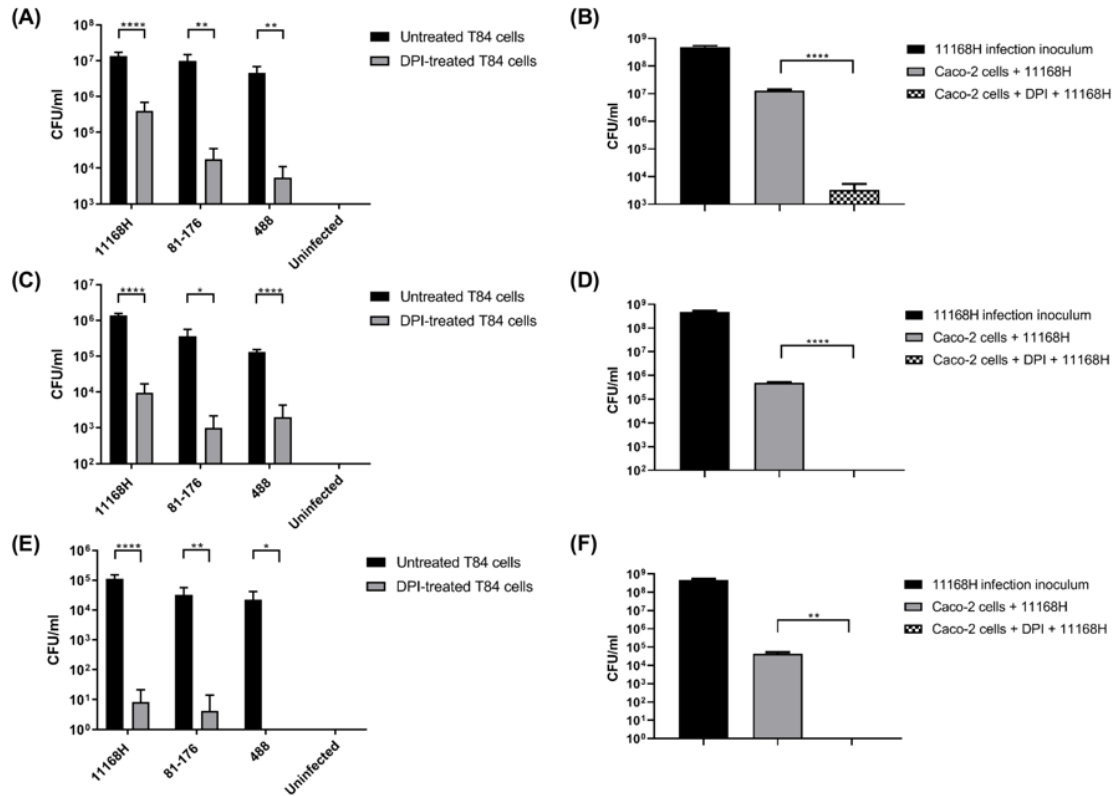 (A)
CFU/ml
10⁸
10⁷
10⁶
10⁵
10⁴
10³
****
**
**
11168H
81-176
488
Uninfected
Untreated T84 cells
DPI-treated T84 cells
(B)
CFU/ml
10⁹
10⁸
10⁷
10⁶
10⁵
10⁴
10³
****
11168H infection inoculum
Caco-2 cells + 11168H
Caco-2 cells + DPI + 11168H
(C)
CFU/ml
10⁷
10⁶
10⁵
10⁴
10³
10²
****
*
****
11168H
81-176
488
Uninfected
Untreated T84 cells
DPI-treated T84 cells
(D)
CFU/ml
10⁹
10⁸
10⁷
10⁶
10⁵
10⁴
10³
10²
****
11168H infection inoculum
Caco-2 cells + 11168H
Caco-2 cells + DPI + 11168H
(E)
CFU/ml
10⁶
10⁵
10⁴
10³
10²
10¹
10⁰
****
**
*
11168H
81-176
488
Uninfected
Untreated T84 cells
DPI-treated T84 cells
(F)
CFU/ml
10⁹
10⁸
10⁷
10⁶
10⁵
10⁴
10³
10²
10¹
10⁰
**
11168H infection inoculum
Caco-2 cells + 11168H
Caco-2 cells + DPI + 11168H